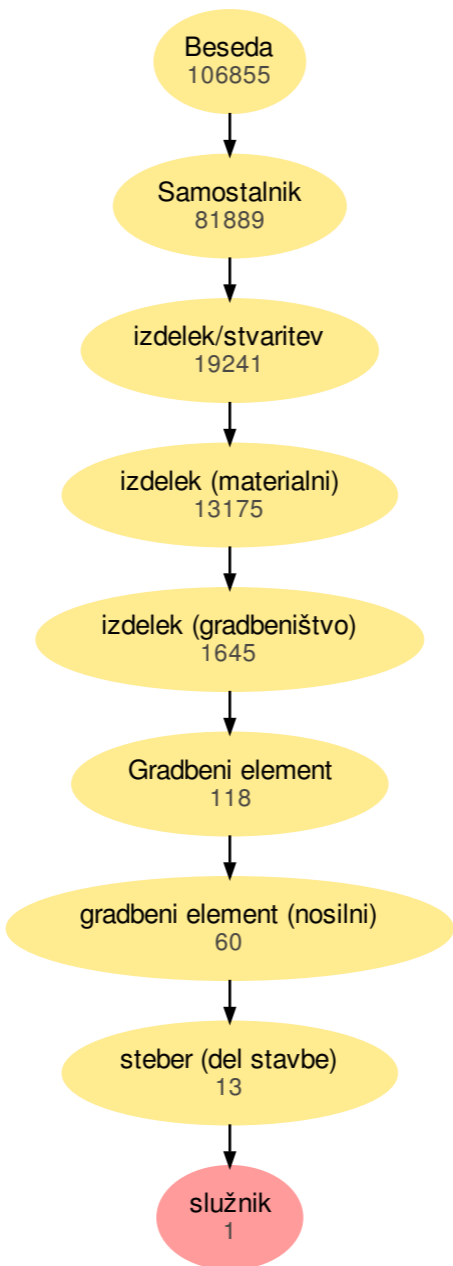 Beseda
106855
Samostalnik
81889
izdelek/stvaritev
19241
izdelek (materialni)
13175
izdelek (gradbeništvo)
1645
Gradbeni element
118
gradbeni element (nosilni)
60
steber (del stavbe)
13
služnik
1